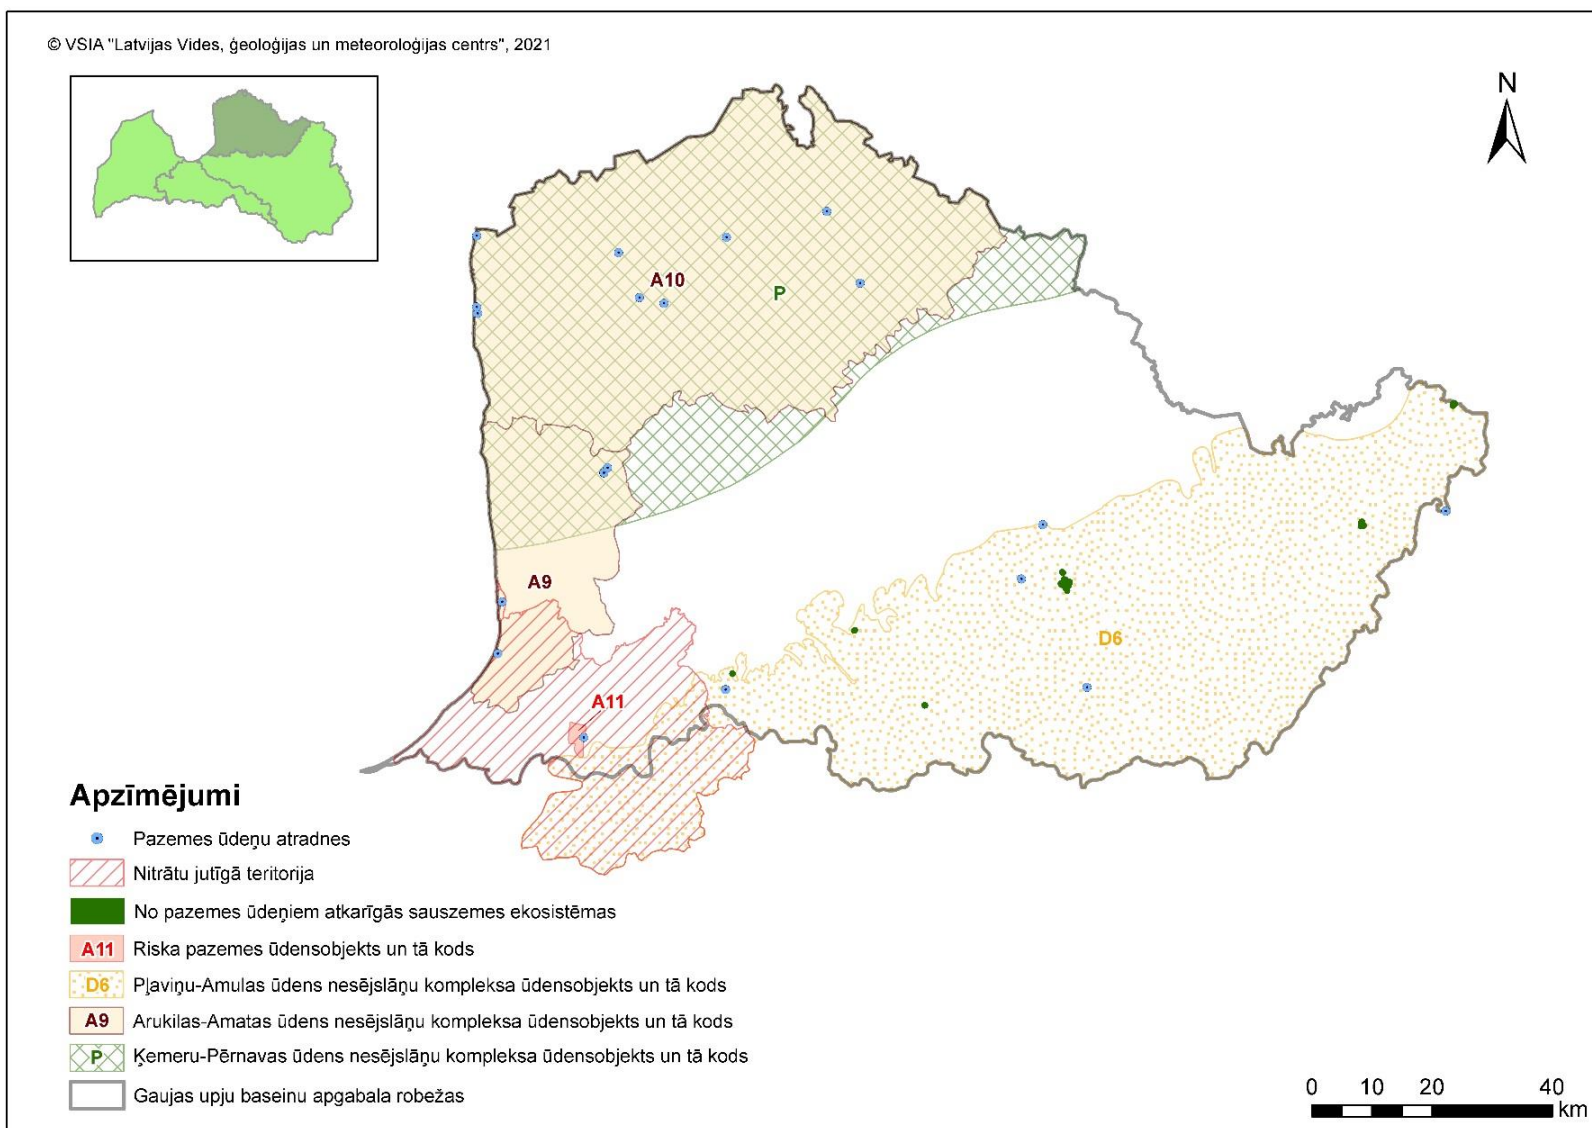 © VSIA "Latvijas Vides, ģeoloģijas un meteoroloģijas centrs", 2021
N
A10
P
A9
D6
A11
Apzīmējumi
Pazemes ūdeņu atradnes
Nitrātu jutīgā teritorija
No pazemes ūdeņiem atkarīgās sauszemes ekosistēmas
A11 Riska pazemes ūdensobjekts un tā kods
D6 Pļaviņu-Amulas ūdens nesējslāņu kompleksa ūdensobjekts un tā kods
A9 Arukilas-Amatas ūdens nesējslāņu kompleksa ūdensobjekts un tā kods
P Ķemeru-Pērnavas ūdens nesējslāņu kompleksa ūdensobjekts un tā kods
Gaujas upju baseinu apgabala robežas
0 10 20 40
km